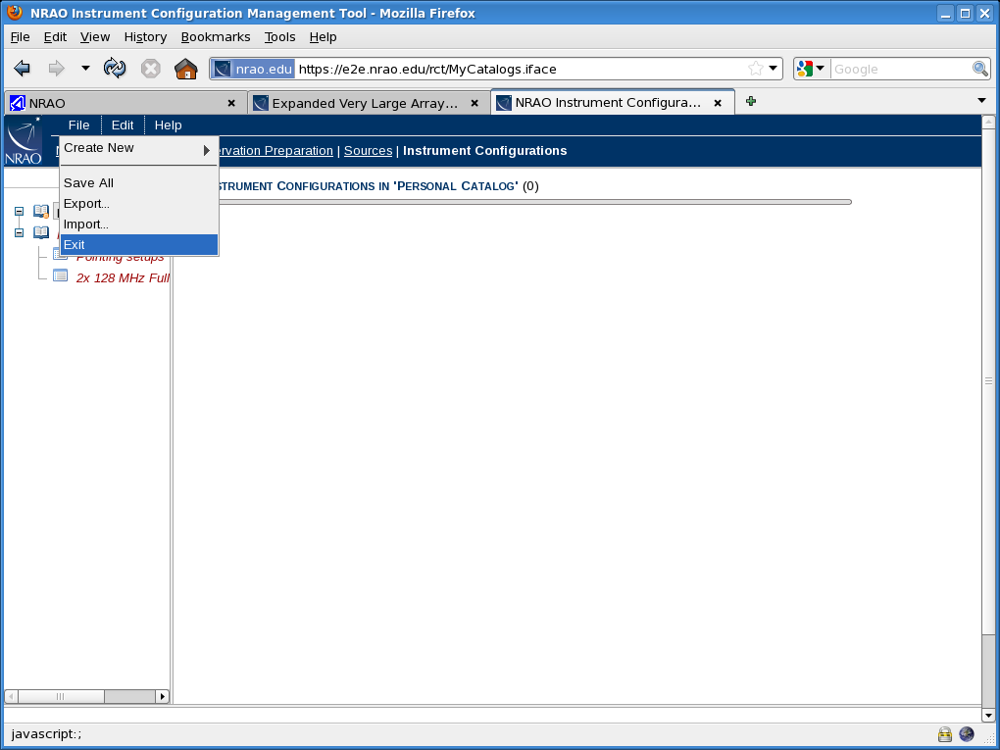 NRAO Instrument Configuration Management Tool - Mozilla Firefox
File Edit View History Bookmarks Tools Help
nrao.edu https://e2e.nrao.edu/rct/MyCatalogs.iface Google
NRAO Expanded Very Large Array... NRAO Instrument Configura...
NRAO File Edit Help
Create New
ervation Preparation | Sources | Instrument Configurations
Save All
STRUMENT CONFIGURATIONS IN 'PERSONAL CATALOG' (0)
Export...
Import...
Exit
Pointing setups
2x 128 MHz Full
javascript:;